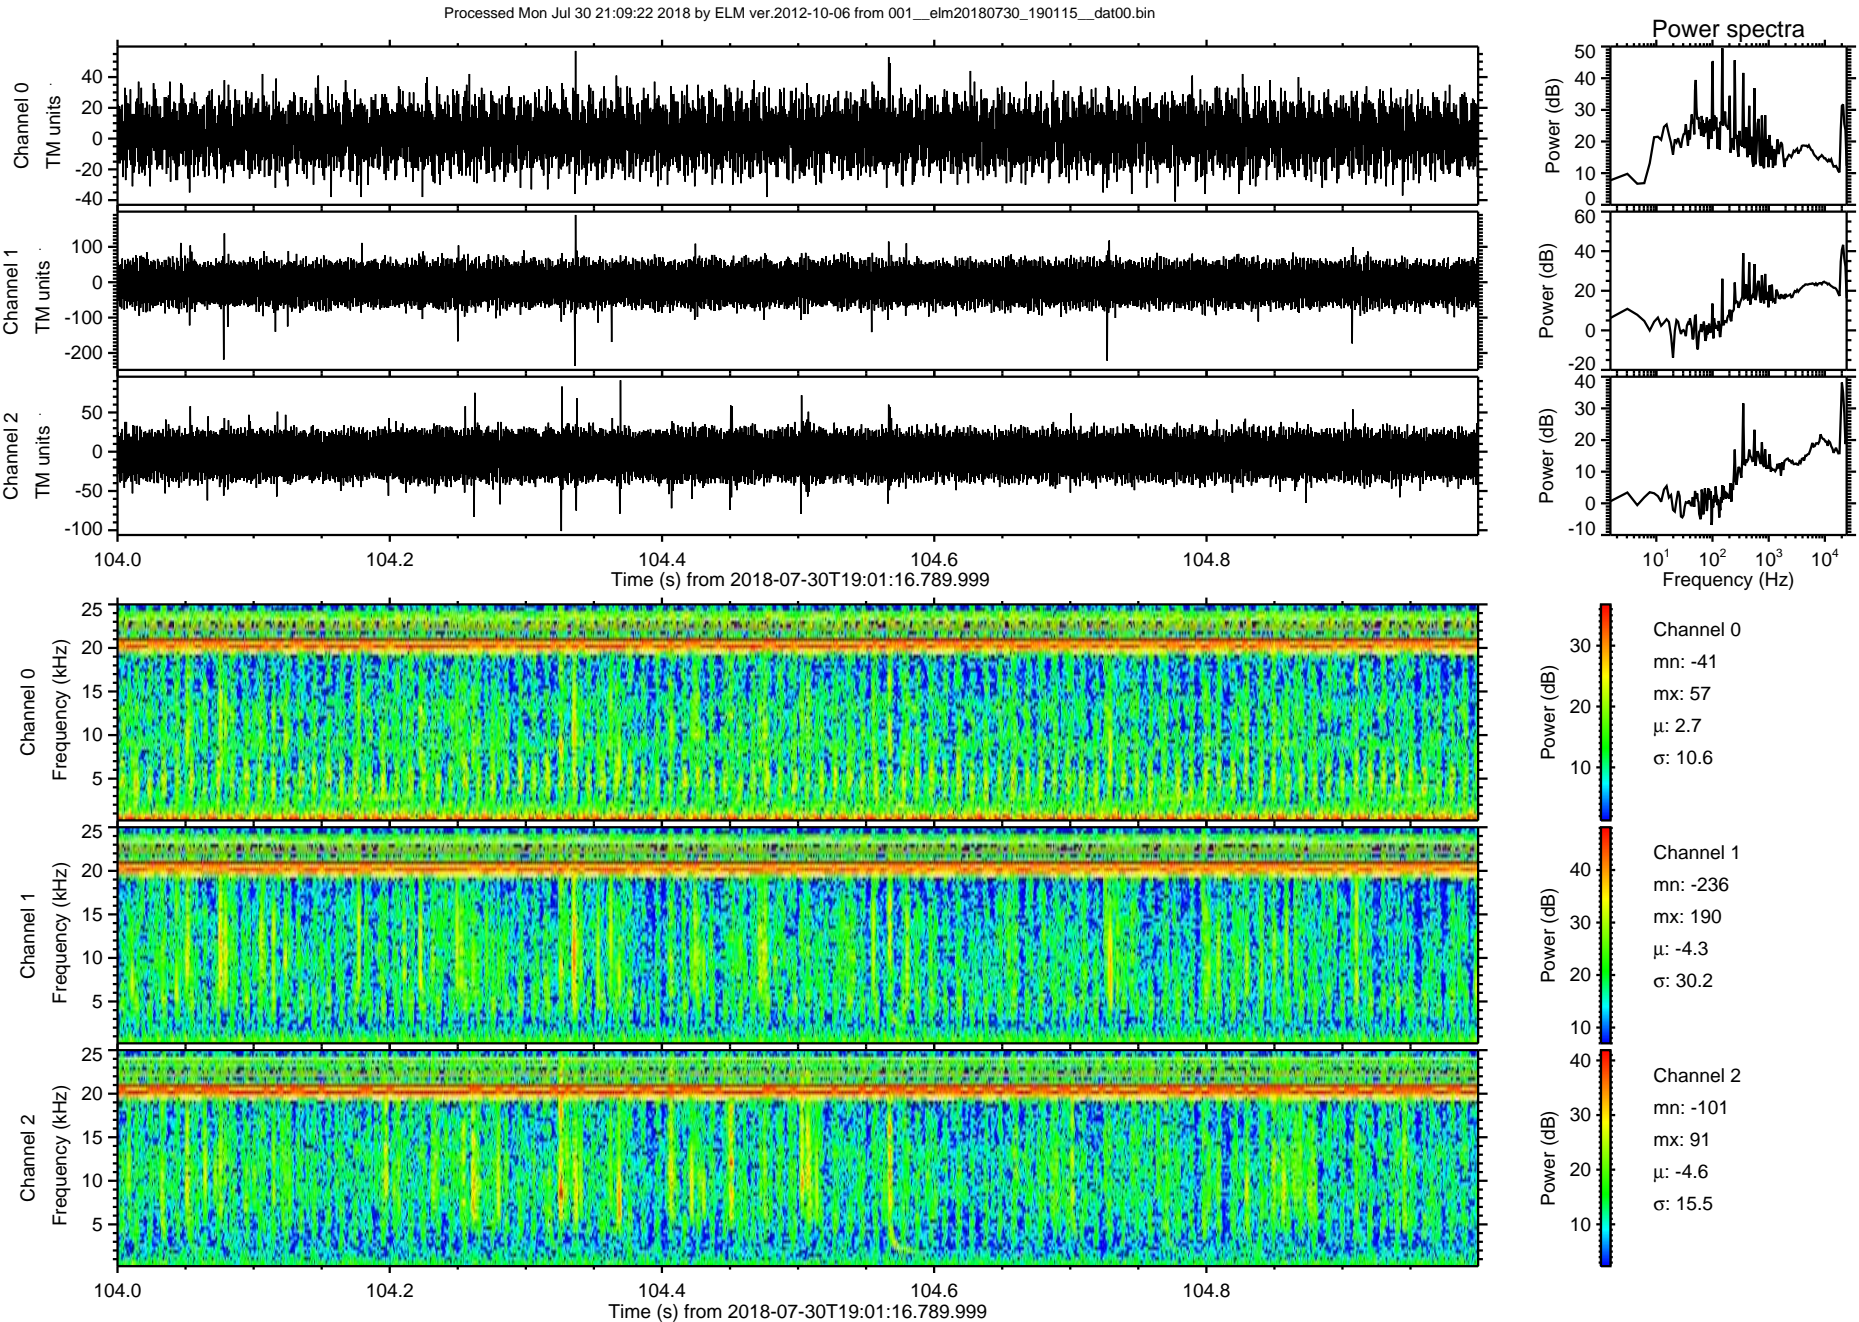 Processed Mon Jul 30 21:09:22 2018 by ELM ver.2012-10-06 from 001__elm20180730_190115__dat00.bin
Power spectra
Channel 0
TM units
40
20
0
-20
-40
Power (dB)
50
40
30
20
10
0
Channel 1
TM units
100
0
-100
-200
Power (dB)
60
40
20
0
-20
Channel 2
TM units
50
0
-50
-100
Power (dB)
40
30
20
10
0
-10
104.0
104.2
104.4
104.6
104.8
Time (s) from 2018-07-30T19:01:16.789.999
10^1
10^2
10^3
10^4
Frequency (Hz)
Channel 0
Frequency (kHz)
25
20
15
10
5
Power (dB)
30
20
10
Channel 0
mn: -41
mx: 57
µ: 2.7
σ: 10.6
Channel 1
Frequency (kHz)
25
20
15
10
5
Power (dB)
40
30
20
10
Channel 1
mn: -236
mx: 190
µ: -4.3
σ: 30.2
Channel 2
Frequency (kHz)
25
20
15
10
5
Power (dB)
40
30
20
10
Channel 2
mn: -101
mx: 91
µ: -4.6
σ: 15.5
104.0
104.2
104.4
104.6
104.8
Time (s) from 2018-07-30T19:01:16.789.999